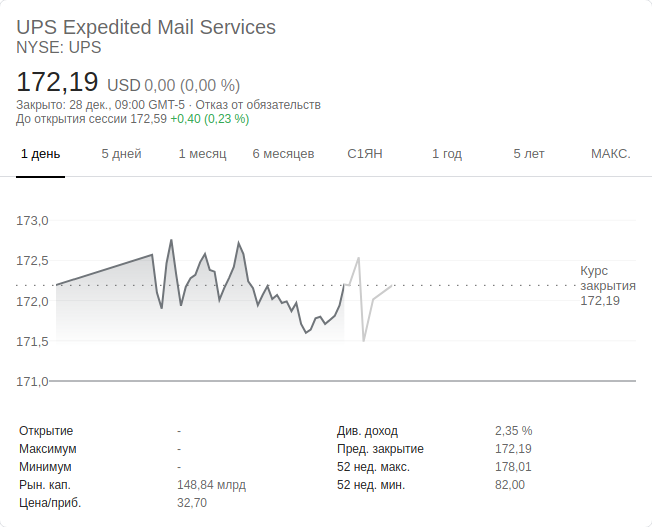 UPS Expedited Mail Services
NYSE: UPS
172,19 USD 0,00 (0,00 %)
Закрыто: 28 дек., 09:00 GMT-5 · Отказ от обязательств
До открытия сессии 172,59 +0,40 (0,23 %)
1 день 5 дней 1 месяц 6 месяцев С1ЯН 1 год 5 лет МАКС.
173,0
172,5
172,0
171,5
171,0
Курс
закрытия
172,19
Открытие - Див. доход 2,35 %
Максимум - Пред. закрытие 172,19
Минимум - 52 нед. макс. 178,01
Рын. кап. 148,84 млрд 52 нед. мин. 82,00
Цена/приб. 32,70